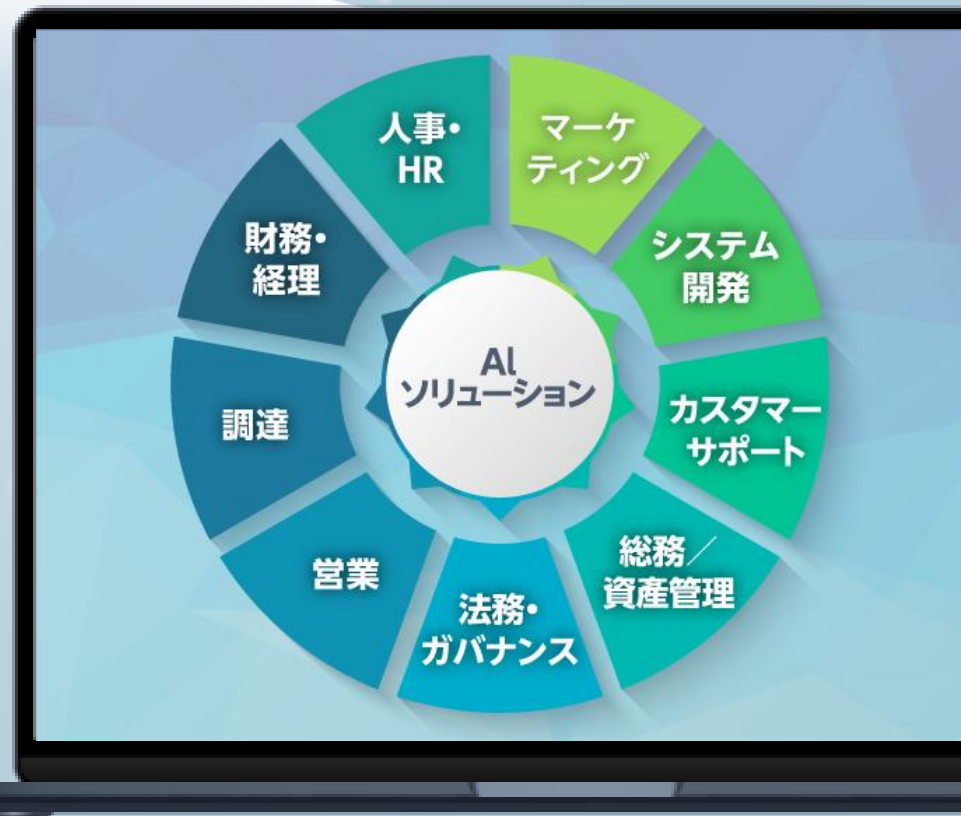 人事・
HR
マーケ
ティング
システム
開発
カスタマー
サポート
総務／
資産管理
法務・
ガバナンス
営業
調達
財務・
経理
AI
ソリューション